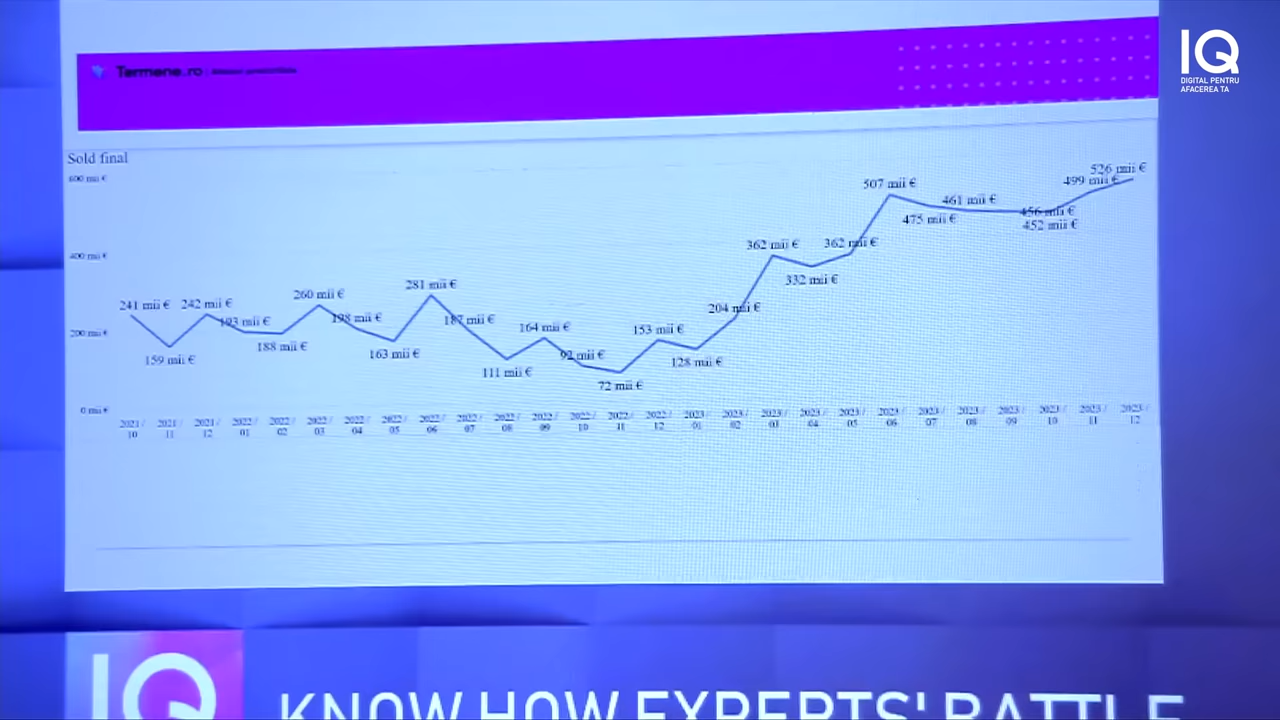 IQ
DIGITAL PENTRU
AFACEREA TA
Termene.ro
Sold final
600 mii €
400 mii €
200 mii €
0 mii €
241 mii €
159 mii €
242 mii €
193 mii €
188 mii €
260 mii €
198 mii €
163 mii €
281 mii €
187 mii €
111 mii €
164 mii €
92 mii €
72 mii €
153 mii €
128 mii €
204 mii €
362 mii €
332 mii €
362 mii €
507 mii €
475 mii €
461 mii €
456 mii €
452 mii €
499 mii €
526 mii €
2021 / 10
2021 / 11
2021 / 12
2022 / 01
2022 / 02
2022 / 03
2022 / 04
2022 / 05
2022 / 06
2022 / 07
2022 / 08
2022 / 09
2022 / 10
2022 / 11
2022 / 12
2023 / 01
2023 / 02
2023 / 03
2023 / 04
2023 / 05
2023 / 06
2023 / 07
2023 / 08
2023 / 09
2023 / 10
2023 / 11
2023 / 12
IQ
KNOW HOW EXPERTS' BATTLE